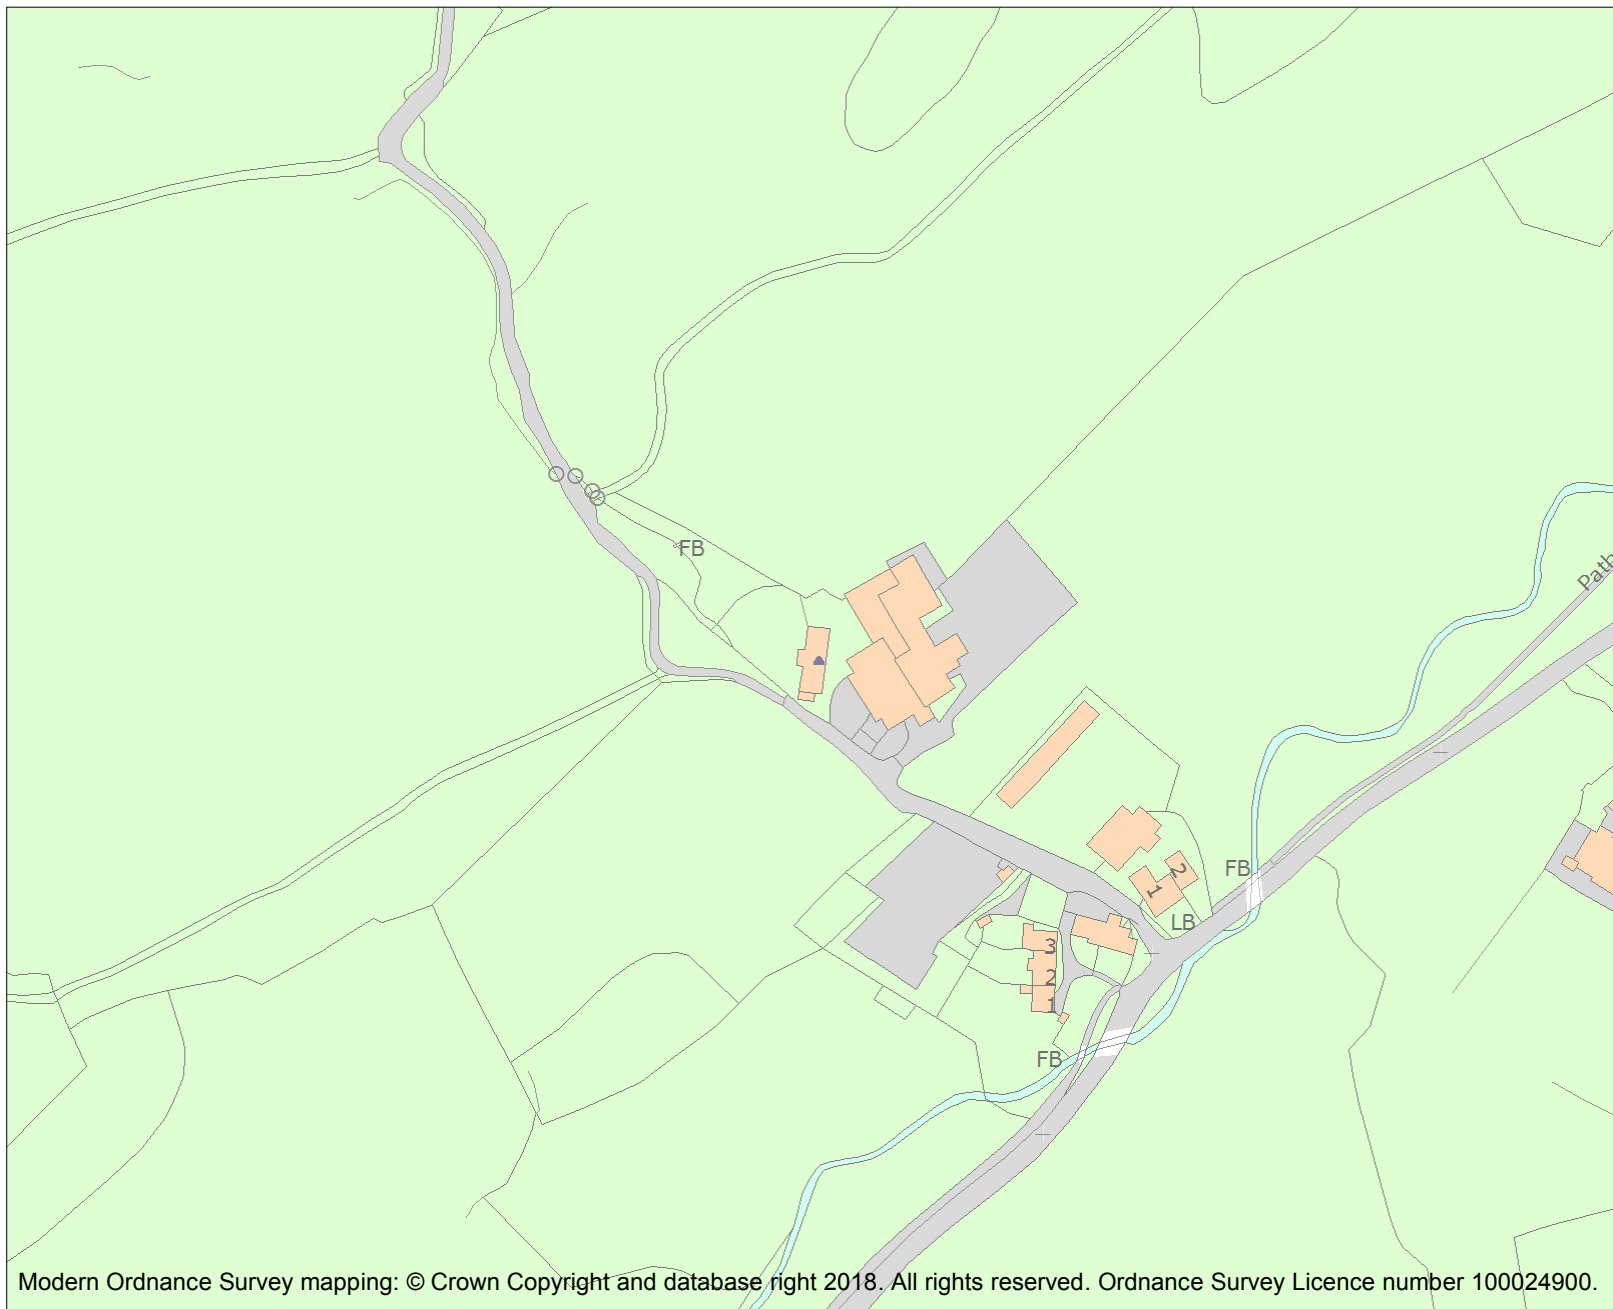 FB
Path
FB
2
1
LB
3
2
1
FB
Modern Ordnance Survey mapping: © Crown Copyright and database right 2018. All rights reserved. Ordnance Survey Licence number 100024900.